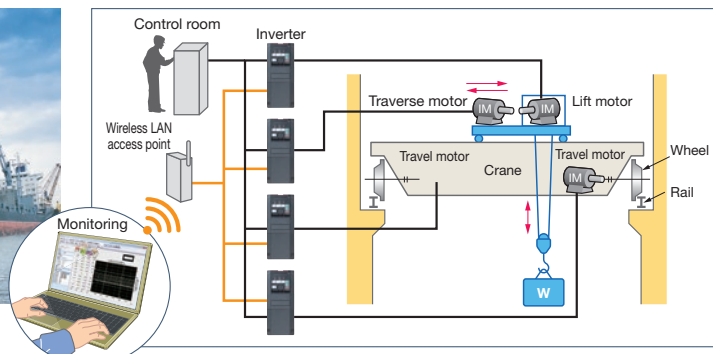 Control room
Inverter
Wireless LAN
access point
Monitoring
Traverse motor
IM
IM
Lift motor
Travel motor
Crane
Travel motor
IM
Wheel
Rail
W